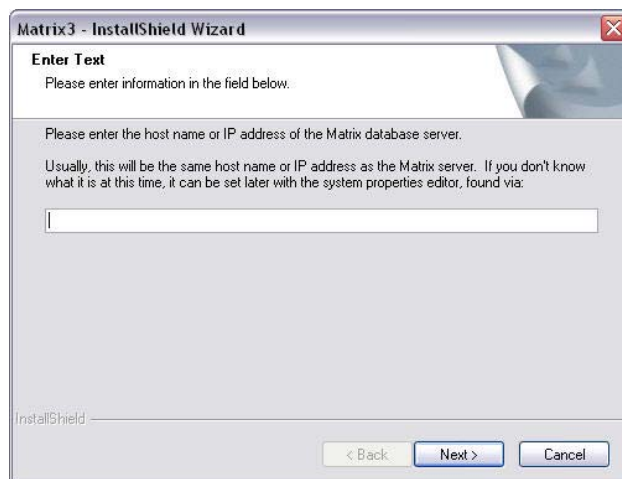 Matrix3 - InstallShield Wizard
Enter Text
Please enter information in the field below.
Please enter the host name or IP address of the Matrix database server.
Usually, this will be the same host name or IP address as the Matrix server. If you don't know
what it is at this time, it can be set later with the system properties editor, found via:
InstallShield
< Back
Next >
Cancel